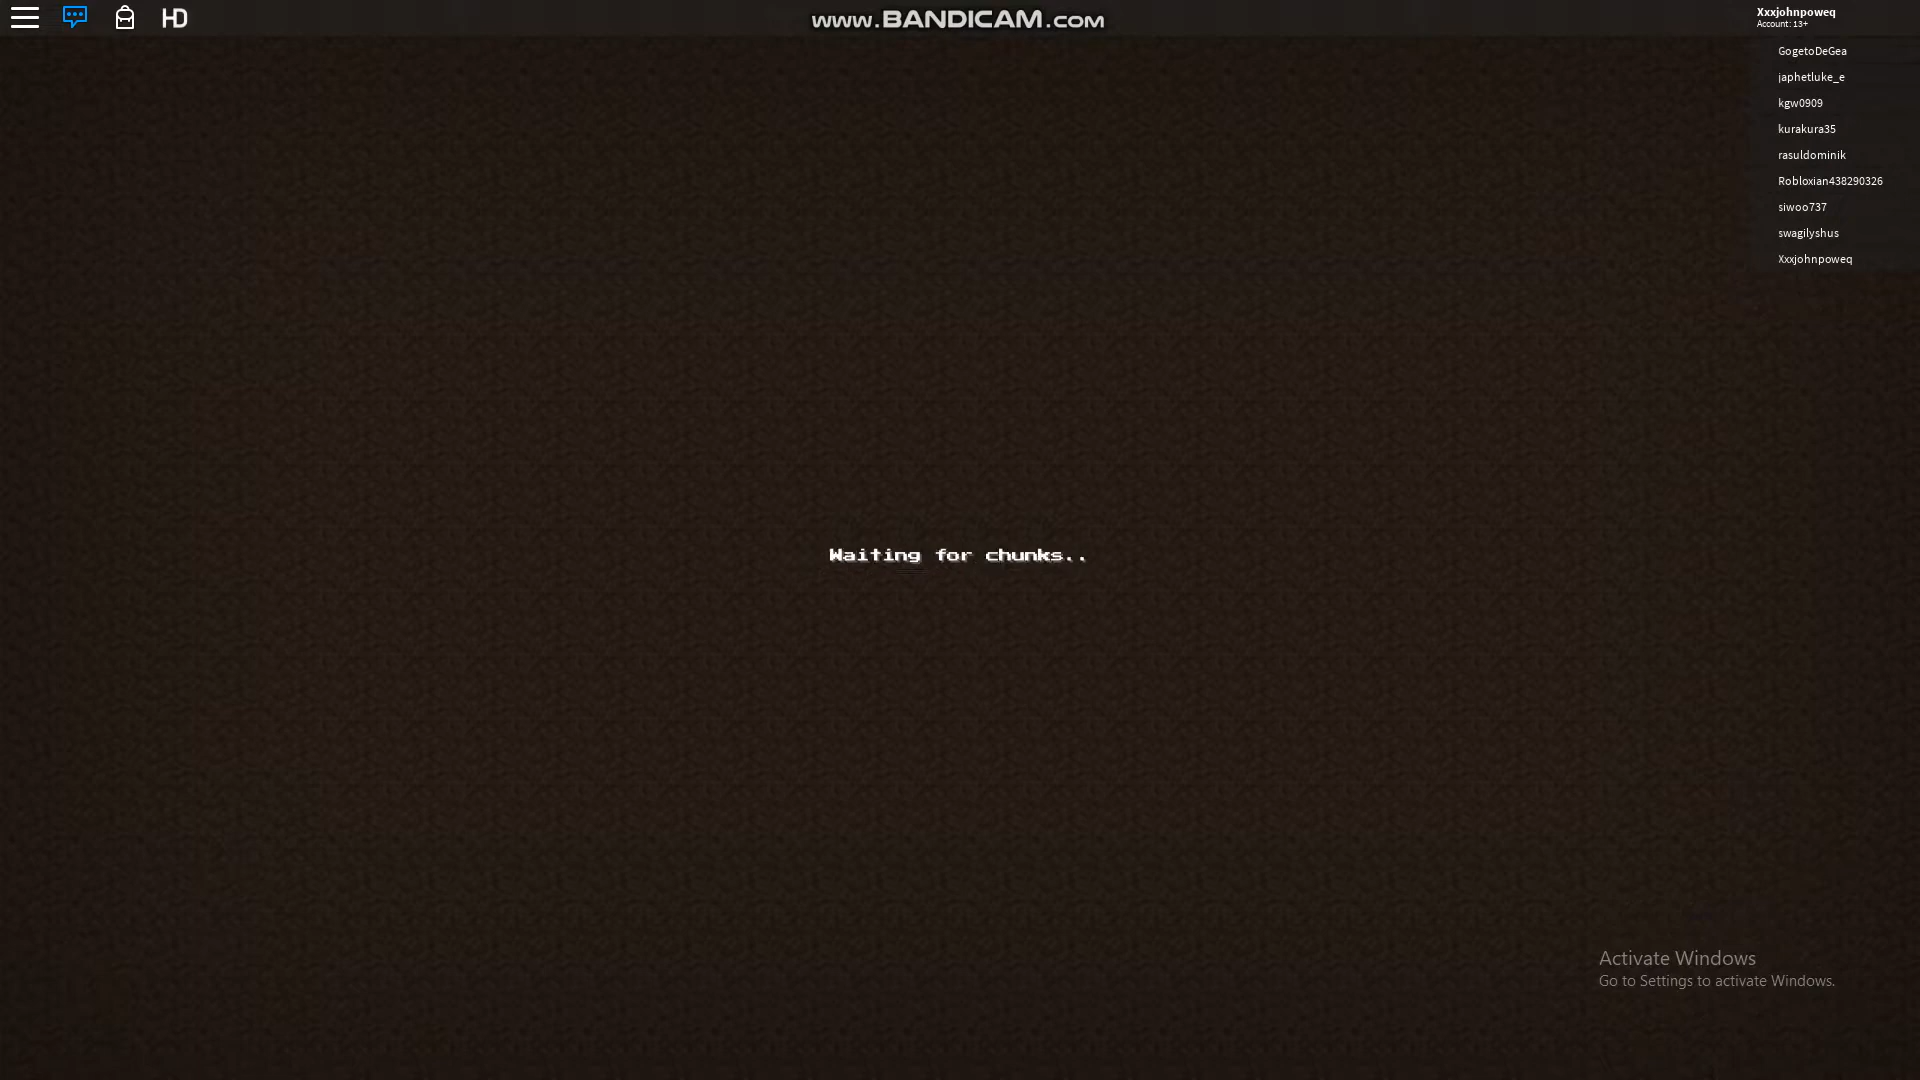 HD
www.BANDICAM.com
Xxxjohnpoweq
Account: 13+
GogetoDeGea
japhetluke_e
kgw0909
kurakura35
rasuldominik
Robloxian438290326
siwoo737
swagilyshus
Xxxjohnpoweq
Waiting for chunks..
Activate Windows
Go to Settings to activate Windows.